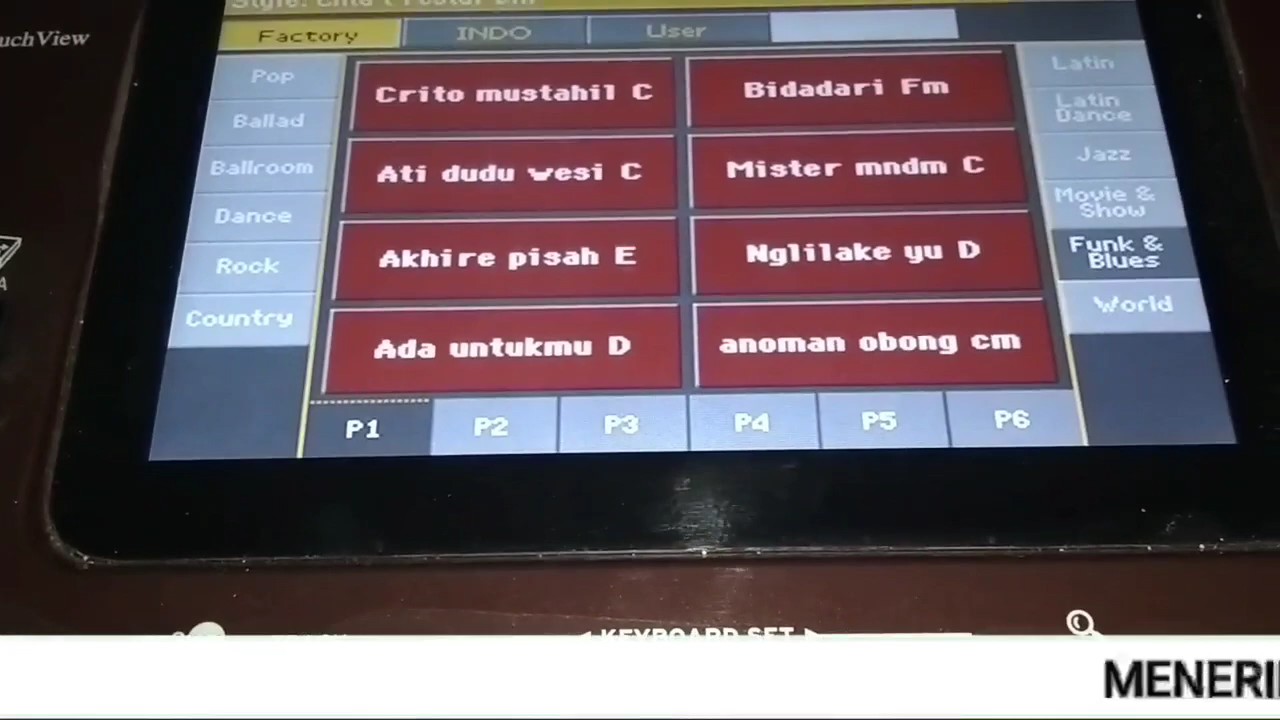 Factory
INDO
User
Pop
Ballad
Ballroom
Dance
Rock
Country
Crito mustahil C
Bidadari Fm
Ati dudu wesi C
Mister mndm C
Akhire pisah E
Nglilake yu D
Ada untukmu D
anoman obong cm
Latin
Latin
Dance
Jazz
Movie &
Show
Funk &
Blues
World
P1
P2
P3
P4
P5
P6
KEYBOARD SET